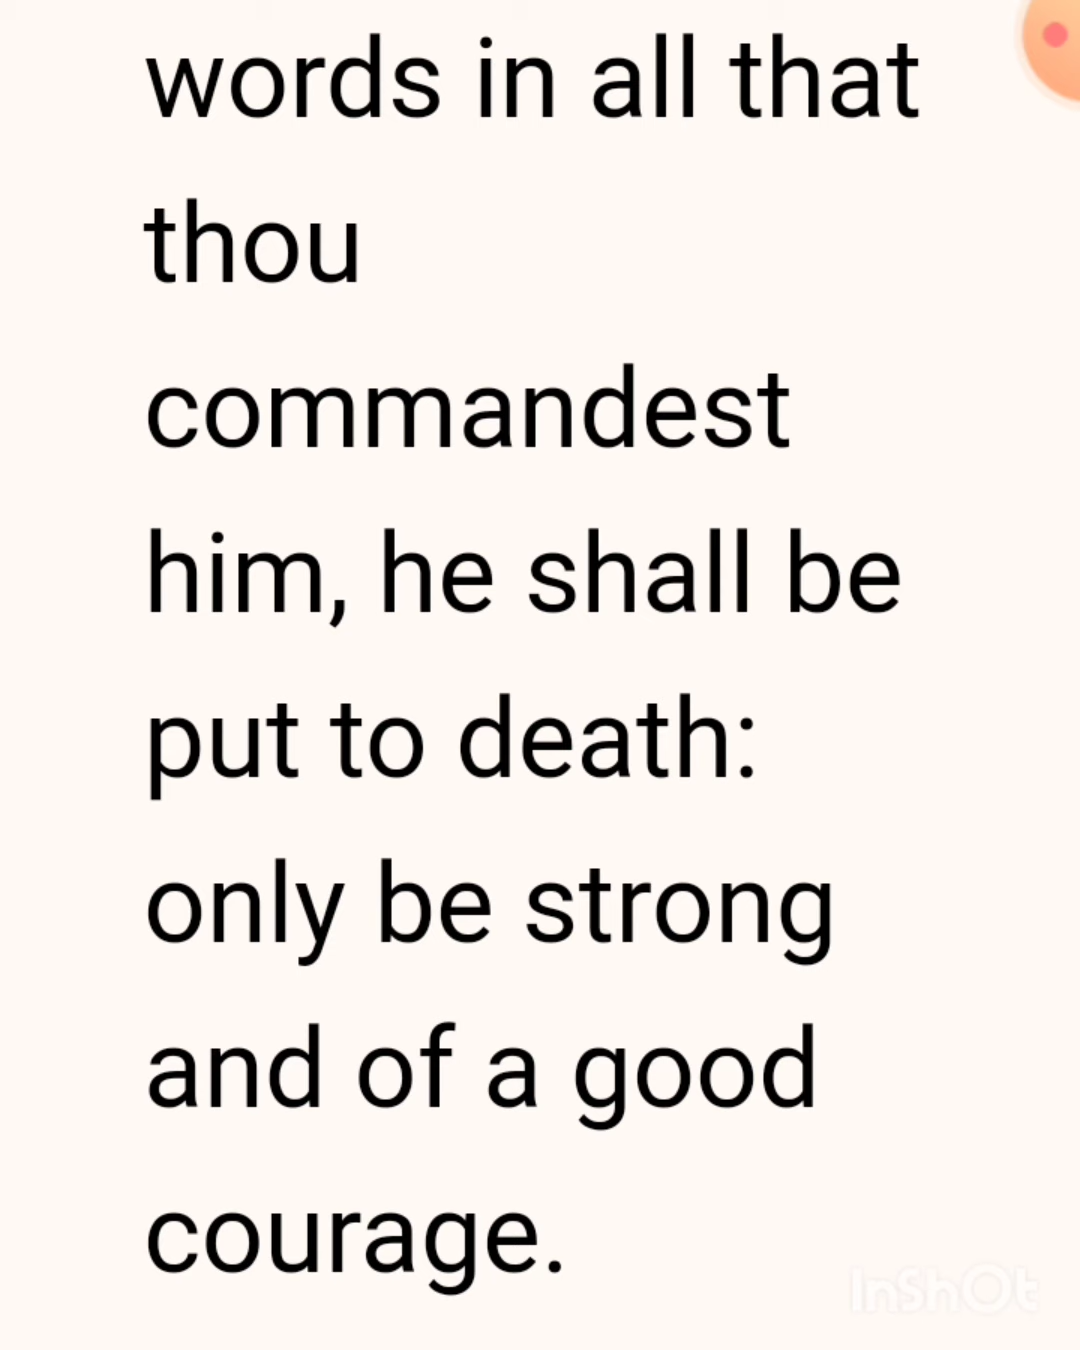 words in all that
thou
commandest
him, he shall be
put to death:
only be strong
and of a good
courage.
InShOt